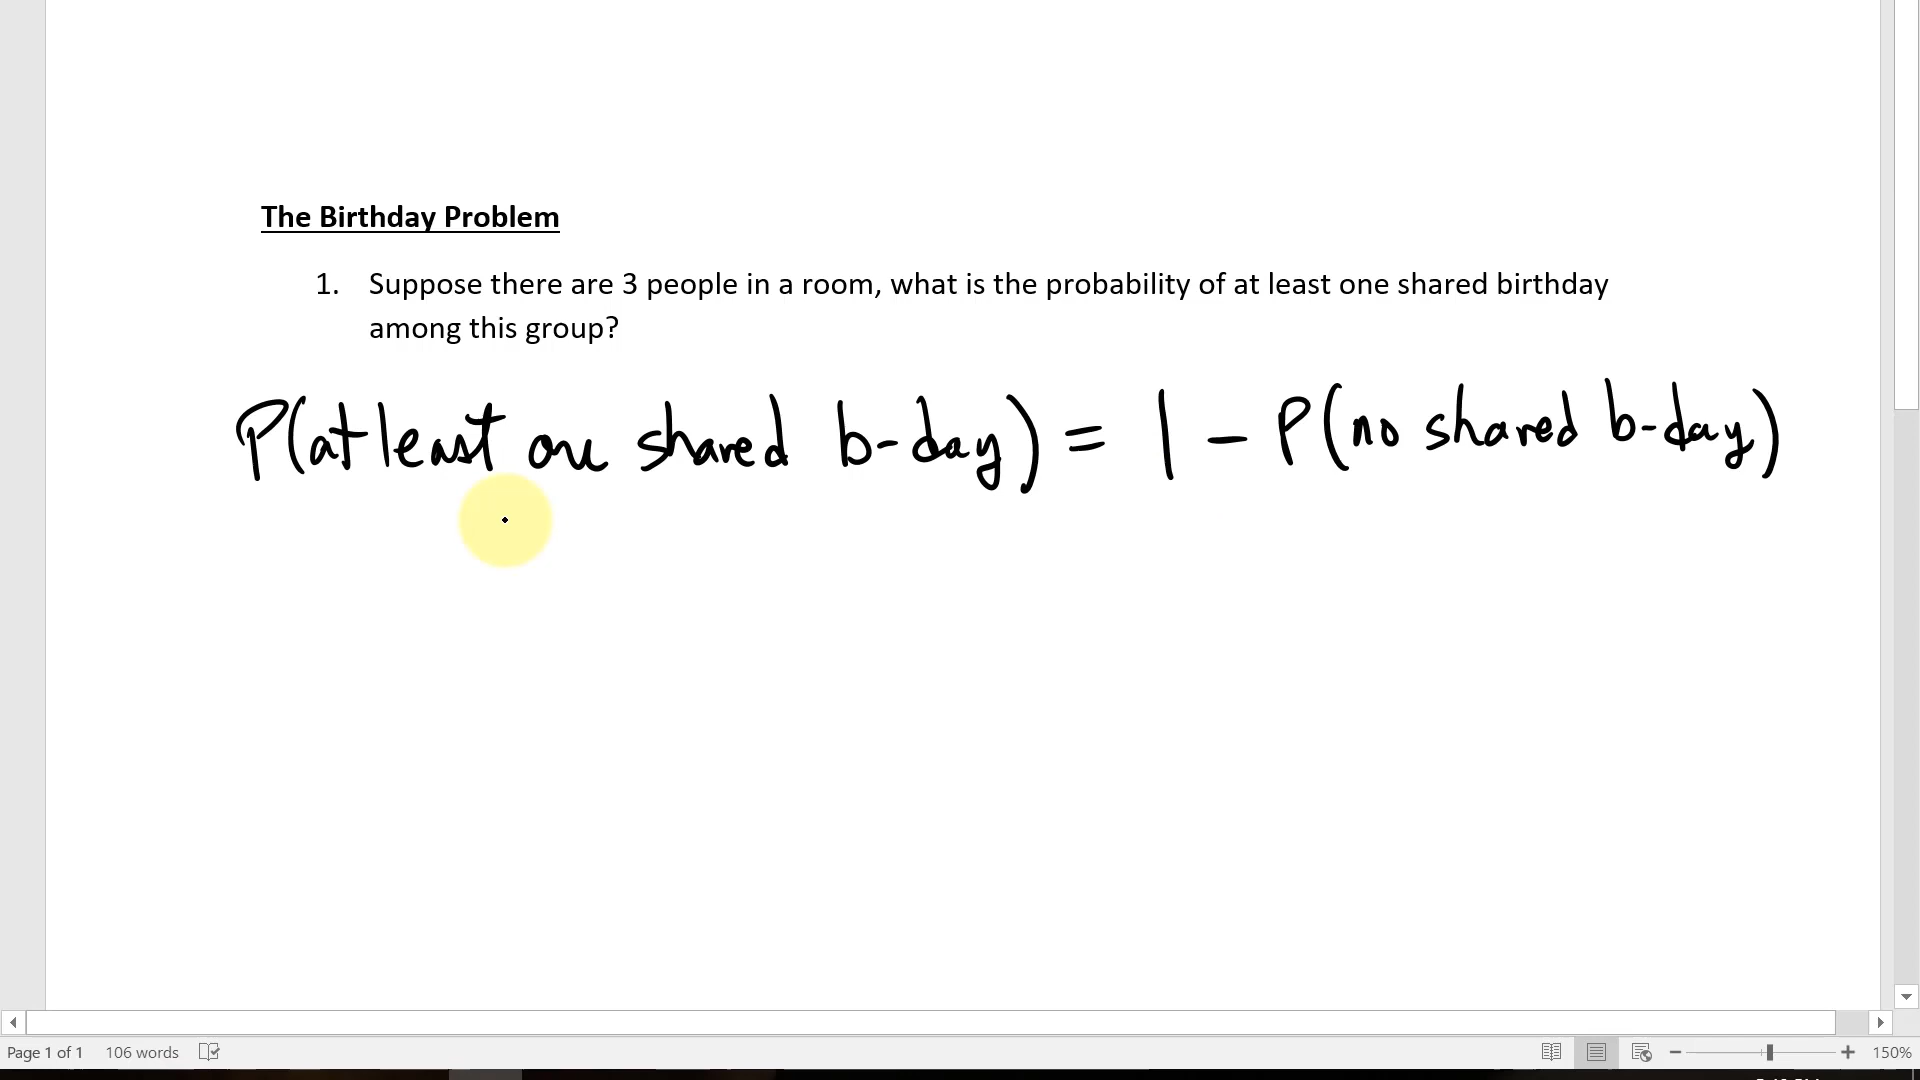 The Birthday Problem
1. Suppose there are 3 people in a room, what is the probability of at least one shared birthday
among this group?
P(at least one shared b-day) = 1 - P(no shared b-day)
Page 1 of 1 106 words 150%